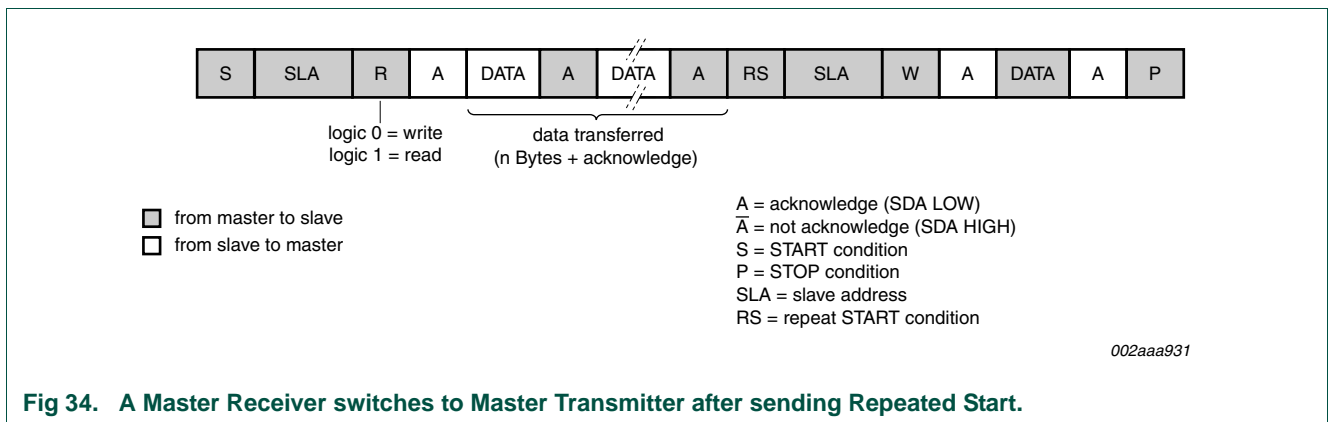 S SLA R A DATA A DATA A RS SLA W A DATA A P
logic 0 = write
logic 1 = read
data transferred
(n Bytes + acknowledge)
from master to slave
from slave to master
A = acknowledge (SDA LOW)
A̅ = not acknowledge (SDA HIGH)
S = START condition
P = STOP condition
SLA = slave address
RS = repeat START condition
002aaa931
Fig 34. A Master Receiver switches to Master Transmitter after sending Repeated Start.